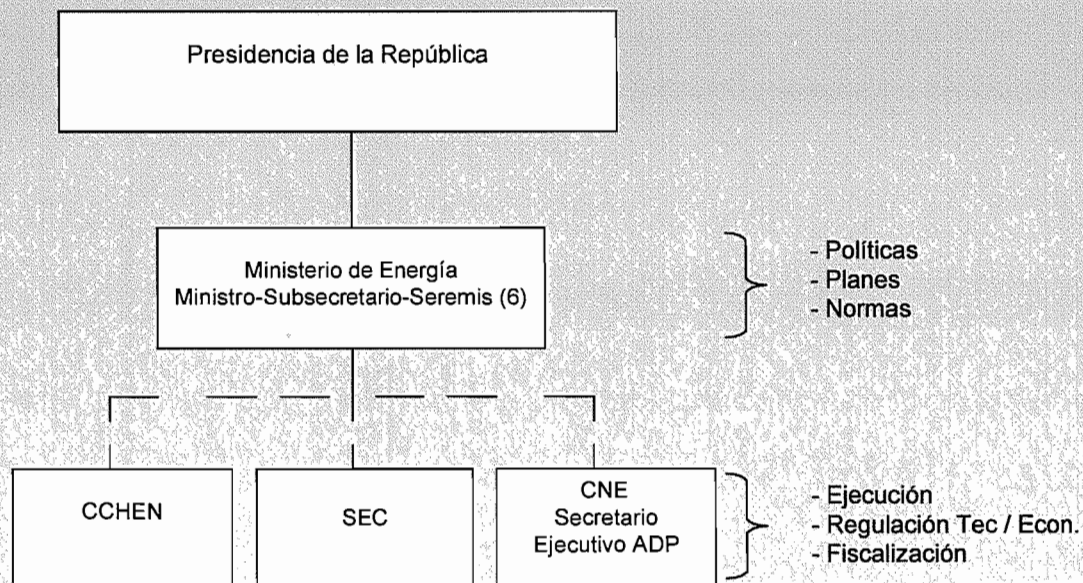 Presidencia de la República
Ministerio de Energía
Ministro-Subsecretario-Seremis (6)
- Políticas
- Planes
- Normas
CCHEN
SEC
CNE
Secretario
Ejecutivo ADP
- Ejecución
- Regulación Tec / Econ.
- Fiscalización